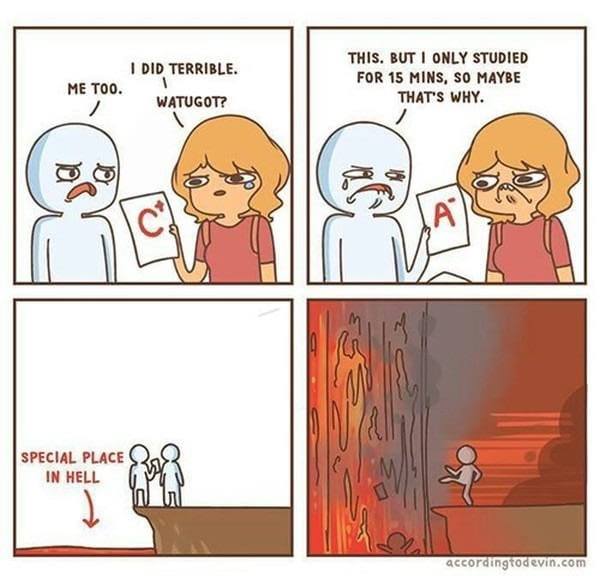 I DID TERRIBLE.
ME TOO.
WATUGOT?
C+
THIS. BUT I ONLY STUDIED
FOR 15 MINS, SO MAYBE
THAT'S WHY.
A-
SPECIAL PLACE
IN HELL
accordingtodevin.com